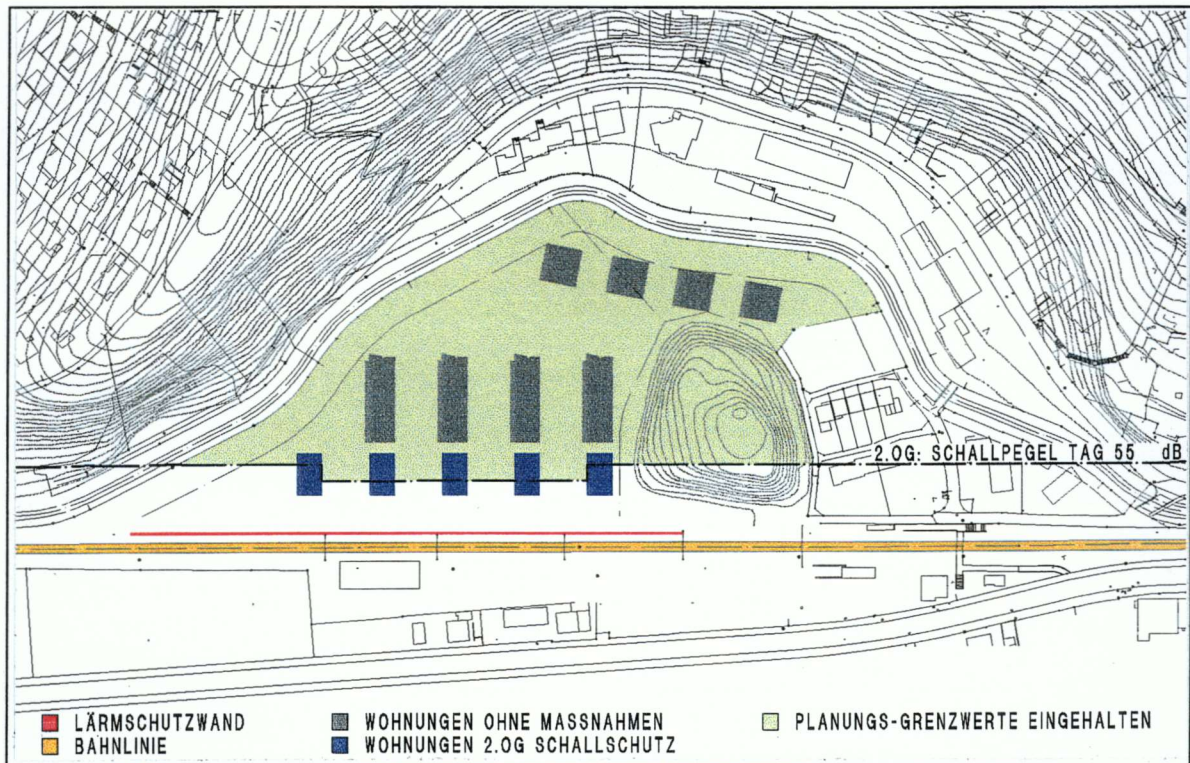 2.OG: SCHALLPEGEL TAG 55 dB
LÄRMSCHUTZWAND
WOHNUNGEN OHNE MASSNAHMEN
PLANUNGS-GRENZWERTE EINGEHALTEN
BAHNLINIE
WOHNUNGEN 2.OG SCHALLSCHUTZ